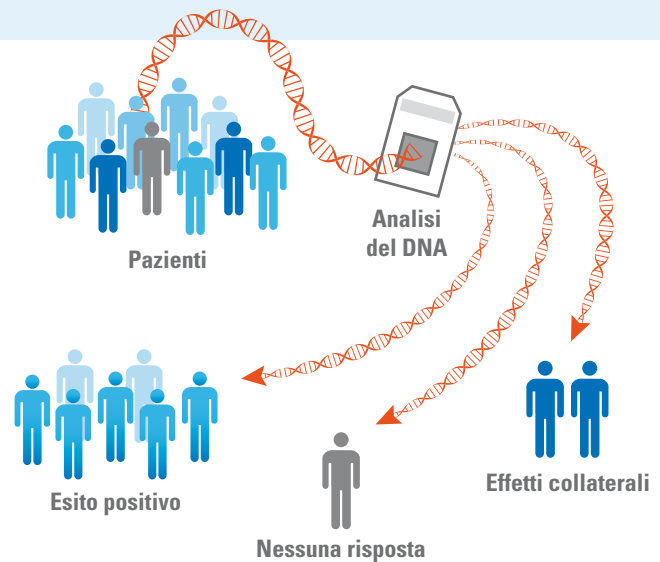 Pazienti
Analisi
del DNA
Esito positivo
Nessuna risposta
Effetti collaterali